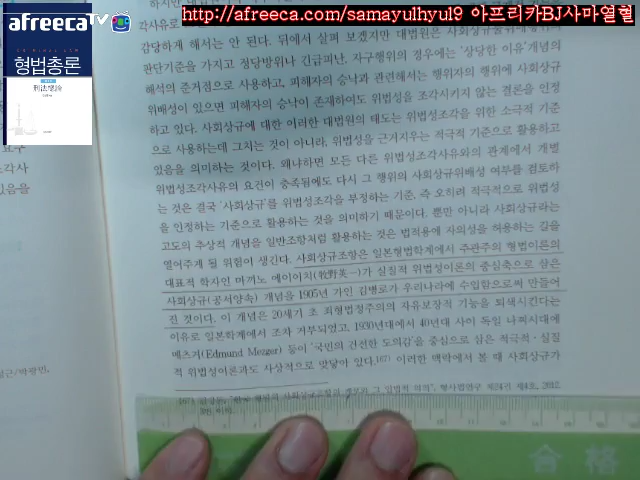 http://afreeca.com/samayulhyul9 아프리카BJ사마열혈
afreeca TV
형법총론
刑法總論
감당하게 해서는 안 된다. 뒤에서 살펴 보겠지만 대법원은 사회상규를
판단기준을 가지고 정당방위나 긴급피난, 자구행위의 경우에는 '상당한 이유' 개념의
해석의 준거점으로 사용하고, 피해자의 승낙과 관련해서는 행위자의 행위에 사회상규
위배성이 있으면 피해자의 승낙이 존재하여도 위법성을 조각시키지 않는 결론을 인정
하고 있다. 사회상규에 대한 이러한 대법원의 태도는 위법성조각을 위한 소극적 기준
으로 사용하는데 그치는 것이 아니라, 위법성을 근거지우는 적극적 기준으로 활용하고
있음을 의미하는 것이다. 왜냐하면 모든 다른 위법성조각사유와의 관계에서 개별
위법성조각사유의 요건이 충족됨에도 다시 그 행위의 사회상규위배성 여부를 검토하
는 것은 결국 '사회상규'를 위법성조각을 부정하는 기준, 즉 오히려 적극적으로 위법성
을 인정하는 기준으로 활용하는 것을 의미하기 때문이다. 뿐만 아니라 사회상규라는
고도의 추상적 개념을 일반조항처럼 활용하는 것은 법적용에 자의성을 허용하는 길을
열어주게 될 위험이 생긴다. 사회상규조항은 일본형법학계에서 주관주의 형법이론의
대표적 학자인 마끼노 에이이치(牧野英一)가 실질적 위법성이론의 중심축으로 삼은
사회상규(공서양속) 개념을 1905년 가인 김병로가 우리나라에 수입함으로써 만들어
진 것이다. 이 개념은 20세기 초 죄형법정주의의 자유보장적 기능을 퇴색시킨다는
이유로 일본학계에서 조차 거부되었고, 1930년대에서 40년대 사이 독일 나찌시대에
메츠거(Edmund Mezger) 등이 '국민의 건전한 도의감'을 중심으로 삼은 적극적·실질
적 위법성이론과도 사상적으로 맞닿아 있다.187) 이러한 맥락에서 볼 때 사회상규가
合格